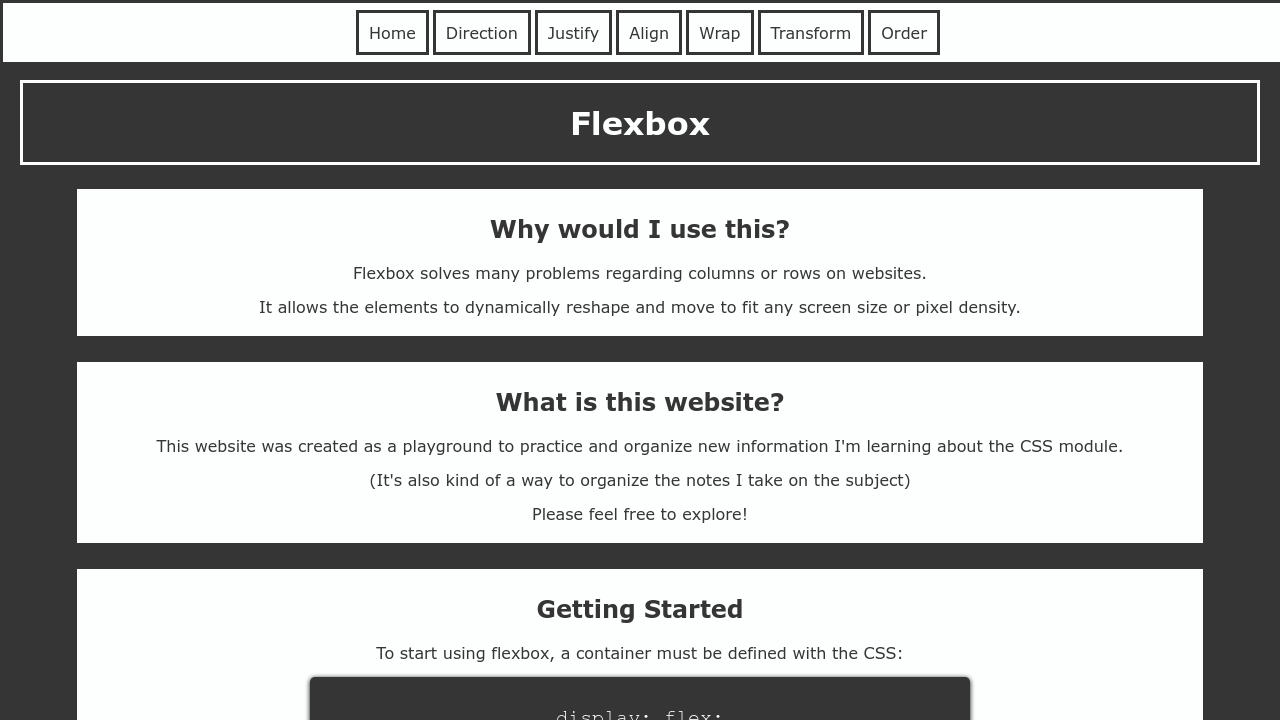 Home Direction Justify Align Wrap Transform Order
Flexbox
Why would I use this?
Flexbox solves many problems regarding columns or rows on websites.
It allows the elements to dynamically reshape and move to fit any screen size or pixel density.
What is this website?
This website was created as a playground to practice and organize new information I'm learning about the CSS module.
(It's also kind of a way to organize the notes I take on the subject)
Please feel free to explore!
Getting Started
To start using flexbox, a container must be defined with the CSS:
display: flex;